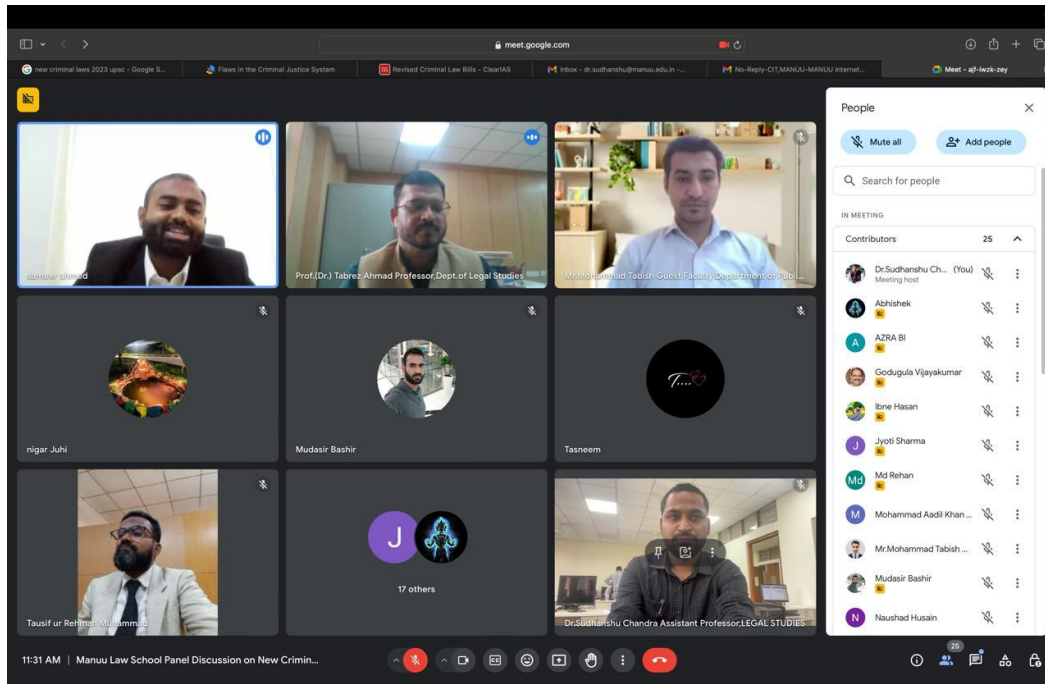 meet.google.com
new criminal laws 2023 upsc - Google S...
Flaws in the Criminal Justice System
Revised Criminal Law Bills - ClearIAS
Inbox - dr.sudhanshu@manuu.edu.in -...
No-Reply-CIT,MANUU-MANUU Internet...
Meet - ajf-iwzk-zey
sameer ahmed
Prof.(Dr.) Tabrez Ahmad Professor,Dept.of Legal Studies
Mr.Mohammad Tabish Guest Faculty,Department of Publi...
nigar Juhi
Mudasir Bashir
T....
Tasneem
Tausif ur Rehman Muhammad
J
17 others
Dr.Sudhanshu Chandra Assistant Professor,LEGAL STUDIES
People
Mute all
Add people
Search for people
IN MEETING
Contributors 25
Dr.Sudhanshu Ch... (You)
Meeting host
Abhishek
A AZRA BI
Godugula Vijayakumar
Ibne Hasan
J Jyoti Sharma
Md Md Rehan
M Mohammad Aadil Khan ...
Mr.Mohammad Tabish ...
Mudasir Bashir
N Naushad Husain
11:31 AM | Manuu Law School Panel Discussion on New Crimin...
CC
25